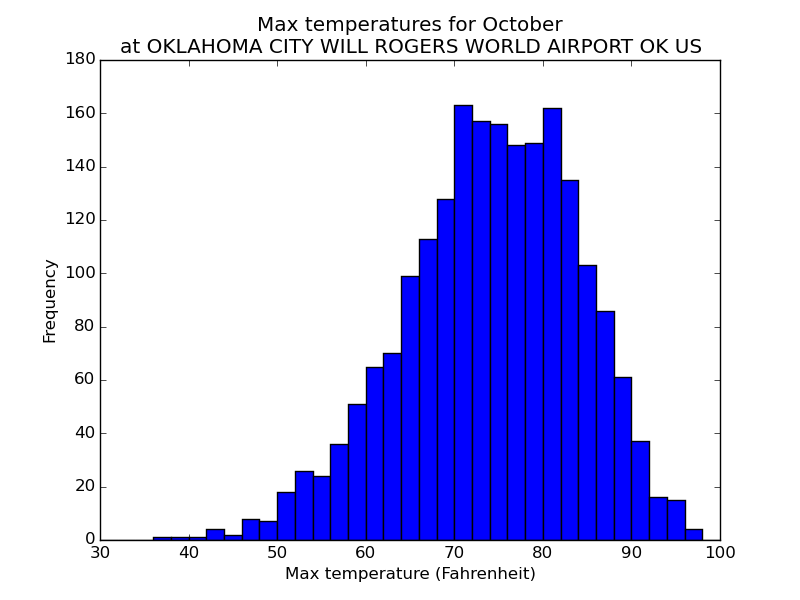 Max temperatures for October
at OKLAHOMA CITY WILL ROGERS WORLD AIRPORT OK US
180
160
140
120
100
80
60
40
20
0
Frequency
30 40 50 60 70 80 90 100
Max temperature (Fahrenheit)